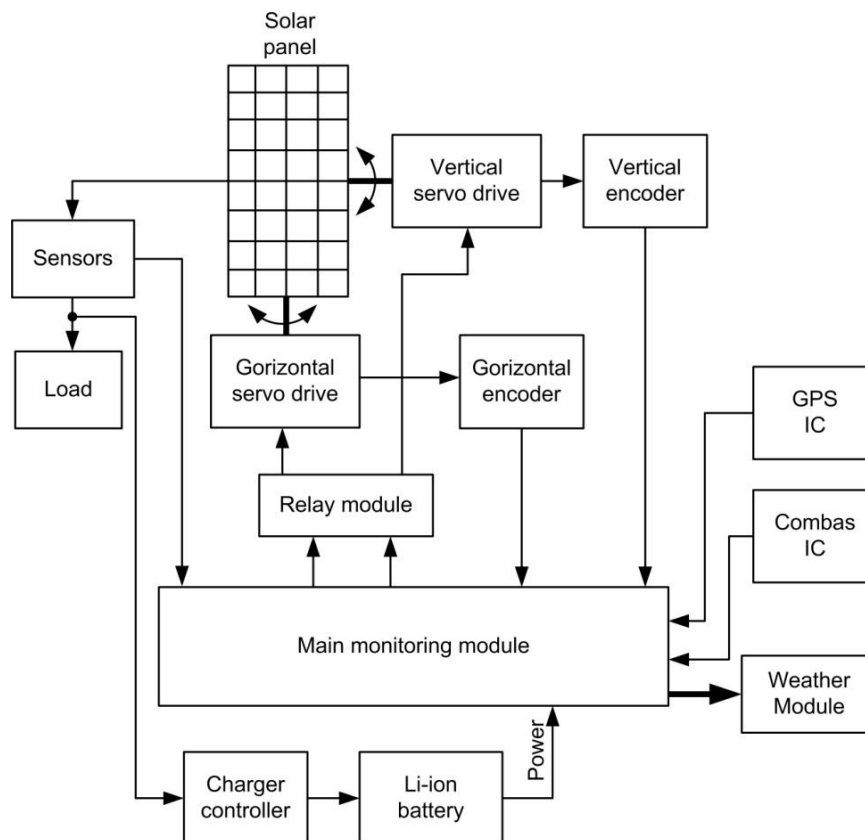 Solar
panel
Vertical
servo drive
Vertical
encoder
Sensors
Load
Gorizontal
servo drive
Gorizontal
encoder
GPS
IC
Relay module
Combas
IC
Main monitoring module
Weather
Module
Power
Charger
controller
Li-ion
battery